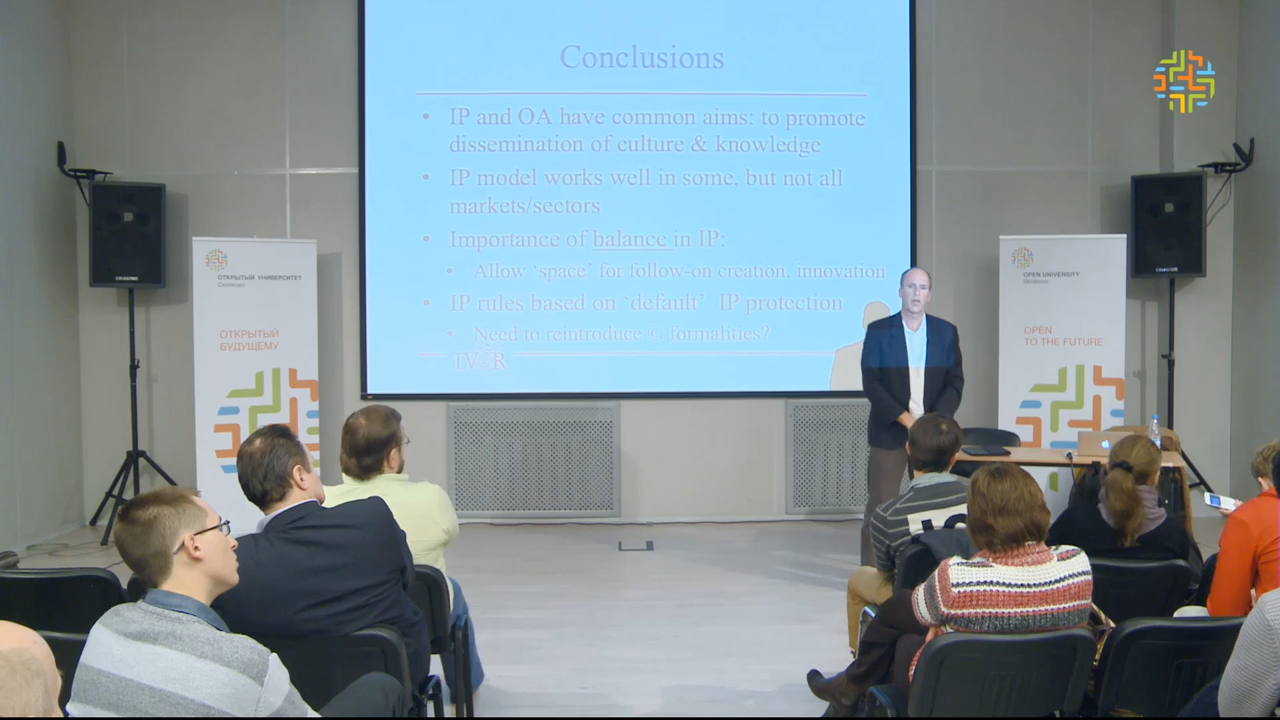 Conclusions
• IP and OA have common aims: to promote
dissemination of culture & knowledge
• IP model works well in some, but not all
markets/sectors
• Importance of balance in IP:
• Allow ‘space’ for follow-on creation, innovation
• IP rules based on ‘default’ IP protection
• Need to reintroduce © formalities?
ОТКРЫТЫЙ УНИВЕРСИТЕТ
Сколково
ОТКРЫТЫЙ
БУДУЩЕМУ
OPEN UNIVERSITY
Skolkovo
OPEN
TO THE FUTURE